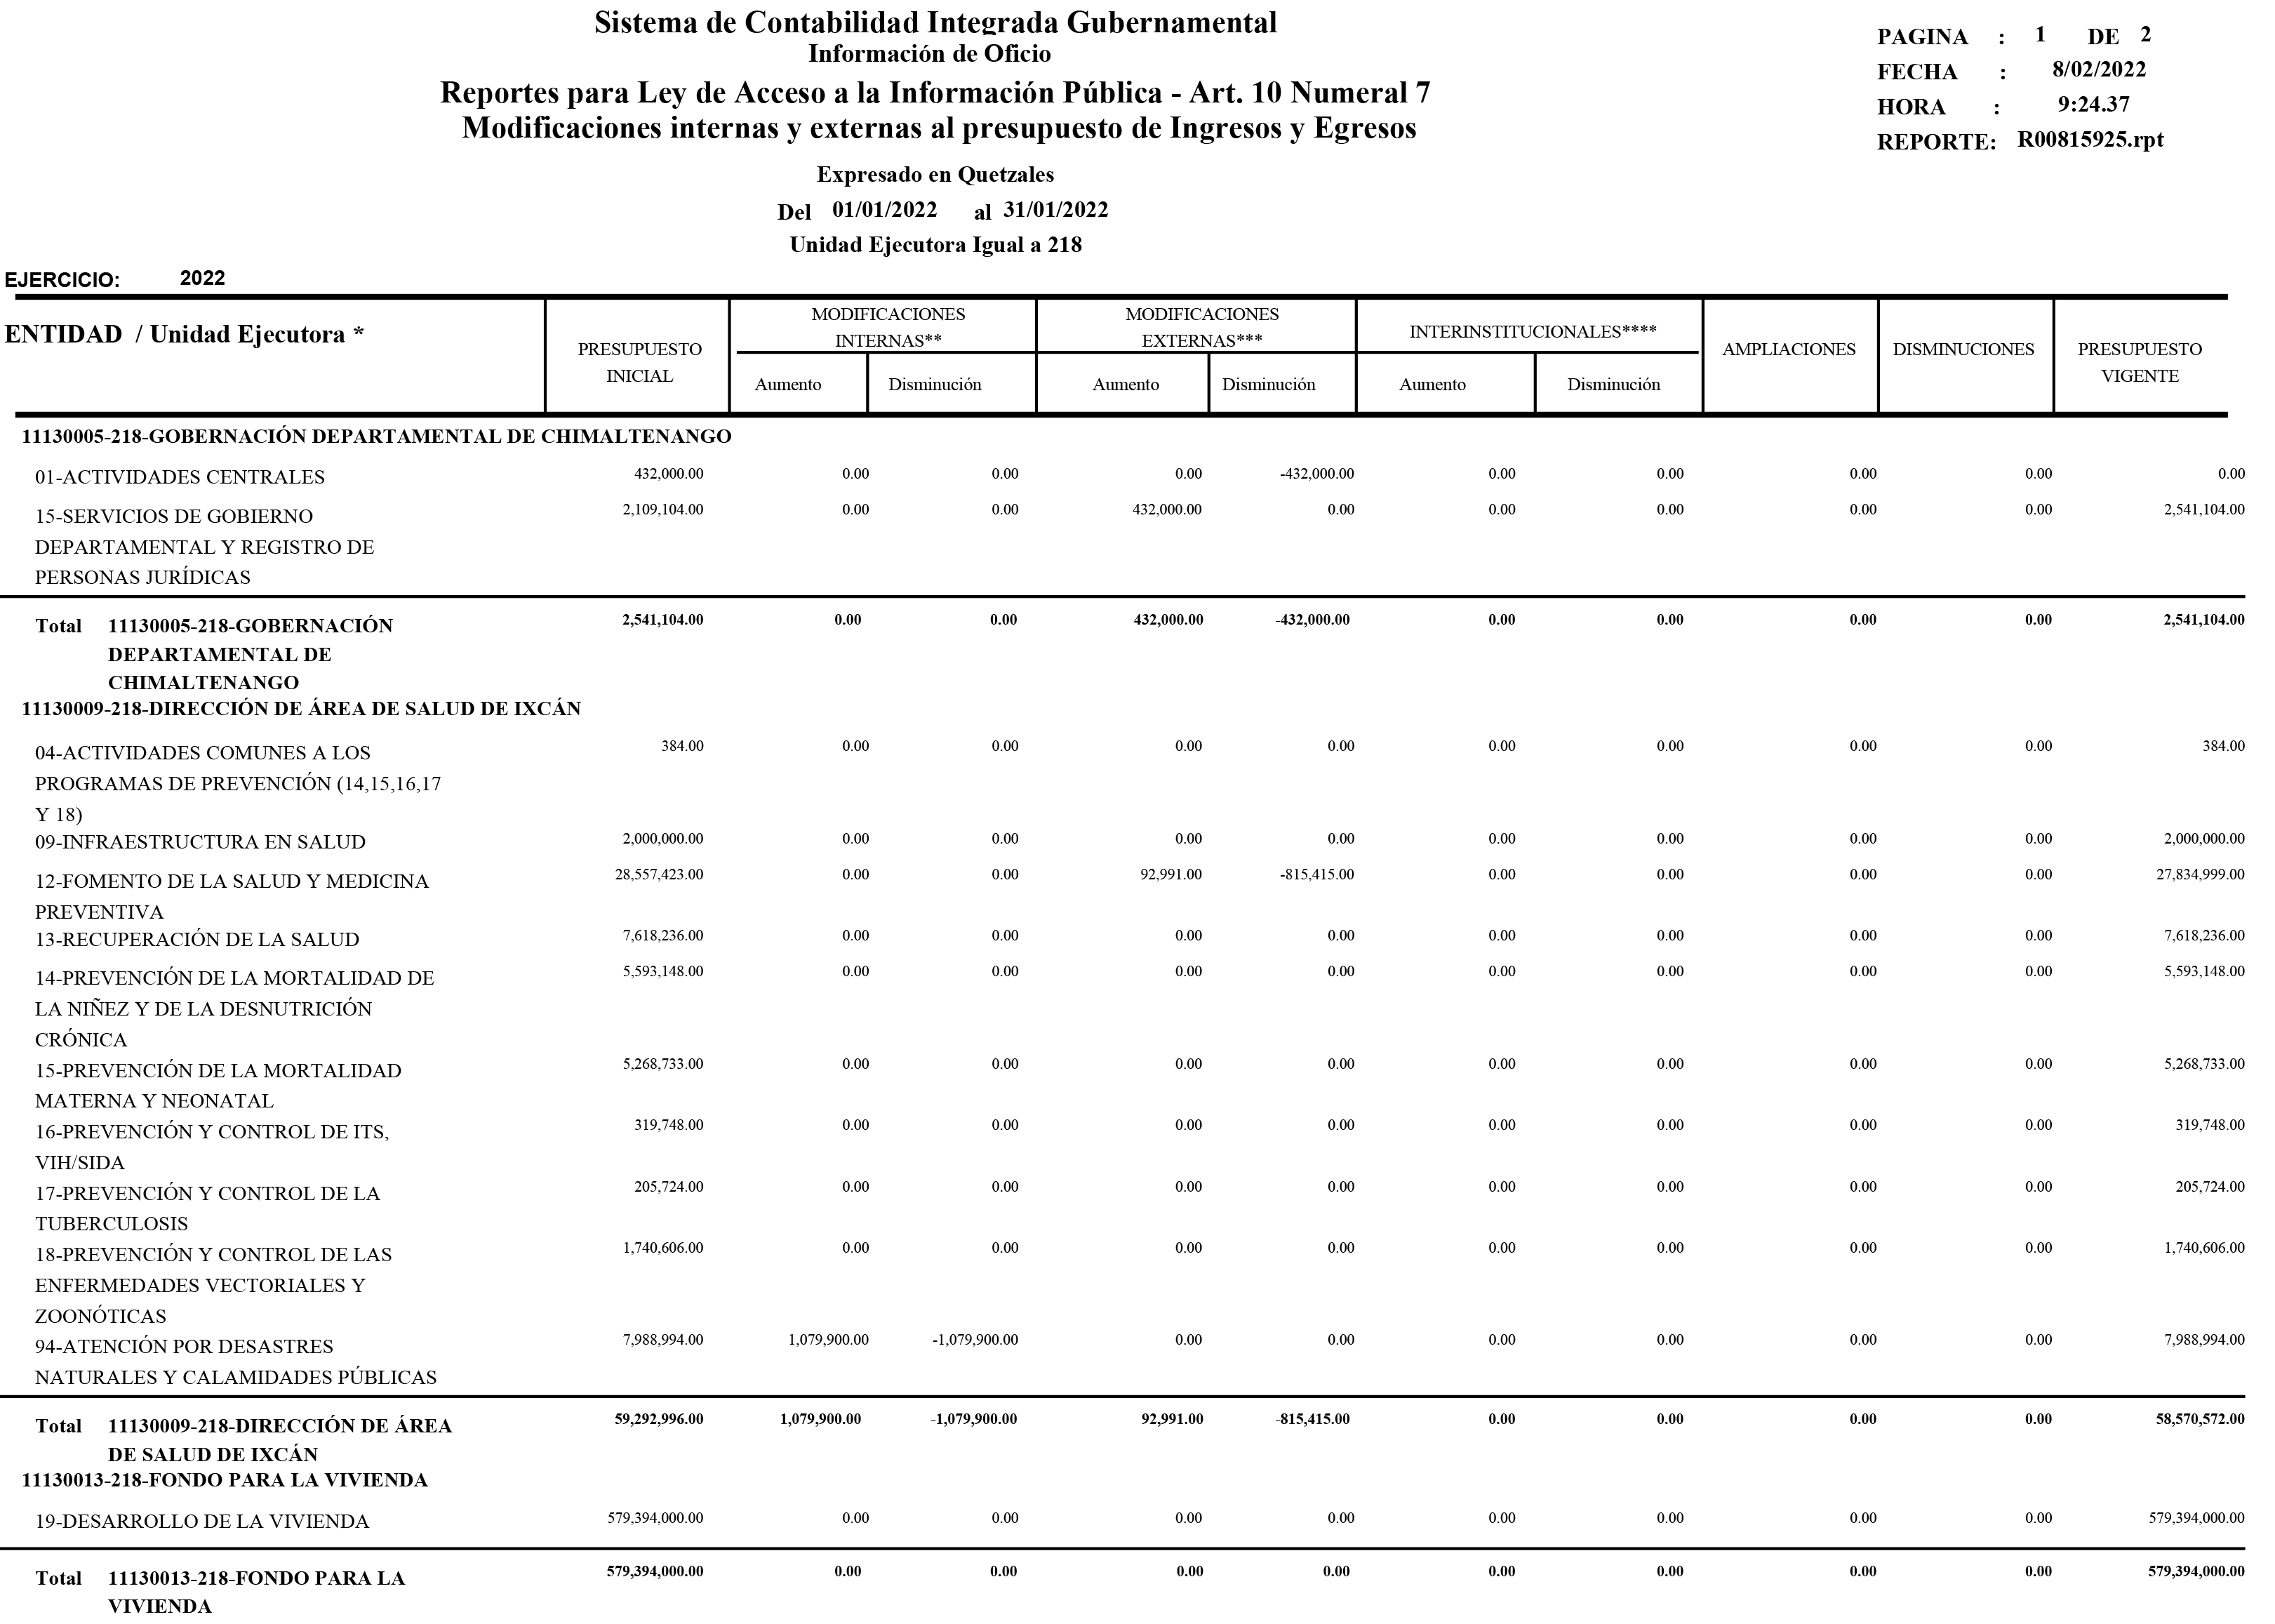 Sistema de Contabilidad Integrada Gubernamental
Información de Oficio
Reportes para Ley de Acceso a la Información Pública - Art. 10 Numeral 7
Modificaciones internas y externas al presupuesto de Ingresos y Egresos
Expresado en Quetzales
Del 01/01/2022 al 31/01/2022
Unidad Ejecutora Igual a 218
PAGINA : 1 DE 2
FECHA : 8/02/2022
HORA : 9:24.37
REPORTE: R00815925.rpt
EJERCICIO: 2022
ENTIDAD / Unidad Ejecutora *
PRESUPUESTO
INICIAL
MODIFICACIONES
INTERNAS**
Aumento Disminución
MODIFICACIONES
EXTERNAS***
Aumento Disminución
INTERINSTITUCIONALES****
Aumento Disminución
AMPLIACIONES
DISMINUCIONES
PRESUPUESTO
VIGENTE
11130005-218-GOBERNACIÓN DEPARTAMENTAL DE CHIMALTENANGO
01-ACTIVIDADES CENTRALES 432,000.00 0.00 0.00 0.00 -432,000.00 0.00 0.00 0.00 0.00 0.00
15-SERVICIOS DE GOBIERNO 2,109,104.00 0.00 0.00 432,000.00 0.00 0.00 0.00 0.00 0.00 2,541,104.00
DEPARTAMENTAL Y REGISTRO DE
PERSONAS JURÍDICAS
Total 11130005-218-GOBERNACIÓN 2,541,104.00 0.00 0.00 432,000.00 -432,000.00 0.00 0.00 0.00 0.00 2,541,104.00
DEPARTAMENTAL DE
CHIMALTENANGO
11130009-218-DIRECCIÓN DE ÁREA DE SALUD DE IXCÁN
04-ACTIVIDADES COMUNES A LOS 384.00 0.00 0.00 0.00 0.00 0.00 0.00 0.00 0.00 384.00
PROGRAMAS DE PREVENCIÓN (14,15,16,17
Y 18)
09-INFRAESTRUCTURA EN SALUD 2,000,000.00 0.00 0.00 0.00 0.00 0.00 0.00 0.00 0.00 2,000,000.00
12-FOMENTO DE LA SALUD Y MEDICINA 28,557,423.00 0.00 0.00 92,991.00 -815,415.00 0.00 0.00 0.00 0.00 27,834,999.00
PREVENTIVA
13-RECUPERACIÓN DE LA SALUD 7,618,236.00 0.00 0.00 0.00 0.00 0.00 0.00 0.00 0.00 7,618,236.00
14-PREVENCIÓN DE LA MORTALIDAD DE 5,593,148.00 0.00 0.00 0.00 0.00 0.00 0.00 0.00 0.00 5,593,148.00
LA NIÑEZ Y DE LA DESNUTRICIÓN
CRÓNICA
15-PREVENCIÓN DE LA MORTALIDAD 5,268,733.00 0.00 0.00 0.00 0.00 0.00 0.00 0.00 0.00 5,268,733.00
MATERNA Y NEONATAL
16-PREVENCIÓN Y CONTROL DE ITS, 319,748.00 0.00 0.00 0.00 0.00 0.00 0.00 0.00 0.00 319,748.00
VIH/SIDA
17-PREVENCIÓN Y CONTROL DE LA 205,724.00 0.00 0.00 0.00 0.00 0.00 0.00 0.00 0.00 205,724.00
TUBERCULOSIS
18-PREVENCIÓN Y CONTROL DE LAS 1,740,606.00 0.00 0.00 0.00 0.00 0.00 0.00 0.00 0.00 1,740,606.00
ENFERMEDADES VECTORIALES Y
ZOONÓTICAS
94-ATENCIÓN POR DESASTRES 7,988,994.00 1,079,900.00 -1,079,900.00 0.00 0.00 0.00 0.00 0.00 0.00 7,988,994.00
NATURALES Y CALAMIDADES PÚBLICAS
Total 11130009-218-DIRECCIÓN DE ÁREA 59,292,996.00 1,079,900.00 -1,079,900.00 92,991.00 -815,415.00 0.00 0.00 0.00 0.00 58,570,572.00
DE SALUD DE IXCÁN
11130013-218-FONDO PARA LA VIVIENDA
19-DESARROLLO DE LA VIVIENDA 579,394,000.00 0.00 0.00 0.00 0.00 0.00 0.00 0.00 0.00 579,394,000.00
Total 11130013-218-FONDO PARA LA 579,394,000.00 0.00 0.00 0.00 0.00 0.00 0.00 0.00 0.00 579,394,000.00
VIVIENDA